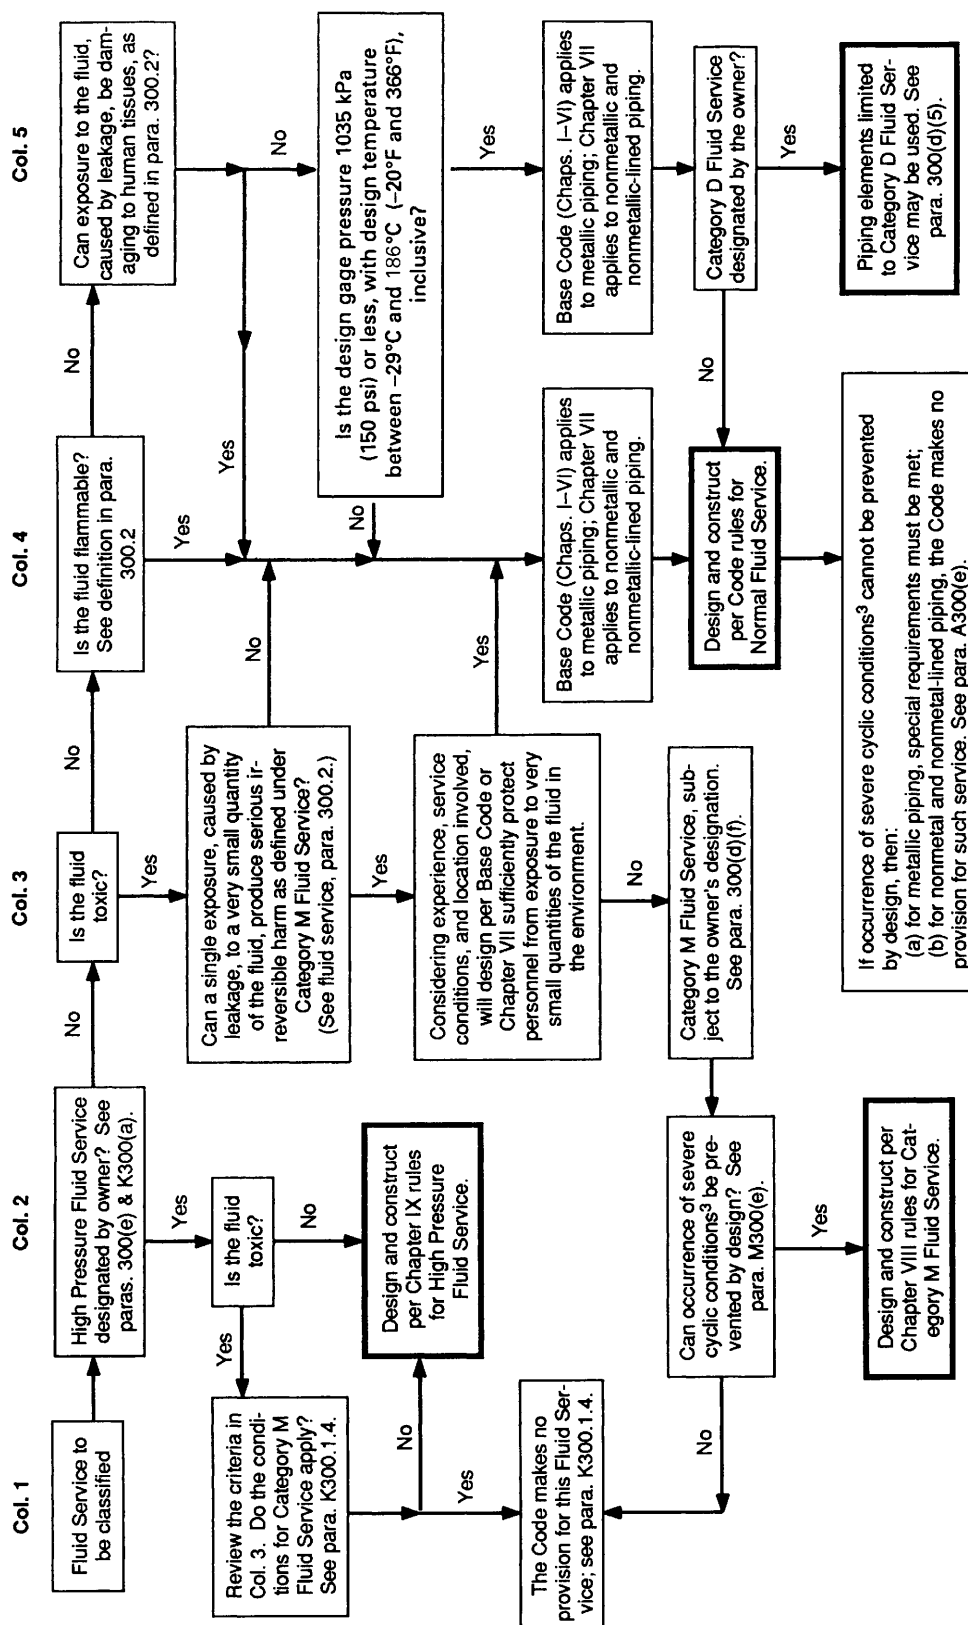 Col. 1
Col. 2
Col. 3
Col. 4
Col. 5
Fluid Service to
be classified
High Pressure Fluid Service
designated by owner? See
paras. 300(e) & K300(a).
No
Is the fluid
toxic?
No
Is the fluid flammable?
See definition in para.
300.2
No
Can exposure to the fluid,
caused by leakage, be dam-
aging to human tissues, as
defined in para. 300.2?
Yes
Is the fluid
toxic?
Yes
No
Review the criteria in
Col. 3. Do the condi-
tions for Category M
Fluid Service apply?
See para. K300.1.4.
No
Yes
Design and construct
per Chapter IX rules
for High Pressure
Fluid Service.
The Code makes no
provision for this Fluid Ser-
vice; see para. K300.1.4.
Yes
Can a single exposure, caused by
leakage, to a very small quantity
of the fluid, produce serious ir-
reversible harm as defined under
Category M Fluid Service?
(See fluid service, para. 300.2.)
No
Yes
Considering experience, service
conditions, and location involved,
will design per Base Code or
Chapter VII sufficiently protect
personnel from exposure to very
small quantities of the fluid in
the environment.
Yes
No
Category M Fluid Service, sub-
ject to the owner's designation.
See para. 300(d)(f).
Can occurrence of severe
cyclic conditions3 be pre-
vented by design? See
para. M300(e).
No
Yes
Design and construct per
Chapter VIII rules for Cat-
egory M Fluid Service.
Yes
Yes
No
Is the design gage pressure 1035 kPa
(150 psi) or less, with design temperature
between –29°C and 186°C (–20°F and 366°F),
inclusive?
No
Yes
Base Code (Chaps. I–VI) applies
to metallic piping; Chapter VII
applies to nonmetallic and
nonmetallic-lined piping.
Base Code (Chaps. I–VI) applies
to metallic piping; Chapter VII
applies to nonmetallic and
nonmetallic-lined piping.
Design and construct
per Code rules for
Normal Fluid Service.
No
Category D Fluid Service
designated by the owner?
Yes
Piping elements limited
to Category D Fluid Ser-
vice may be used. See
para. 300(d)(5).
If occurrence of severe cyclic conditions3 cannot be prevented
by design, then:
(a) for metallic piping, special requirements must be met;
(b) for nonmetal and nonmetal-lined piping, the Code makes no
provision for such service. See para. A300(e).